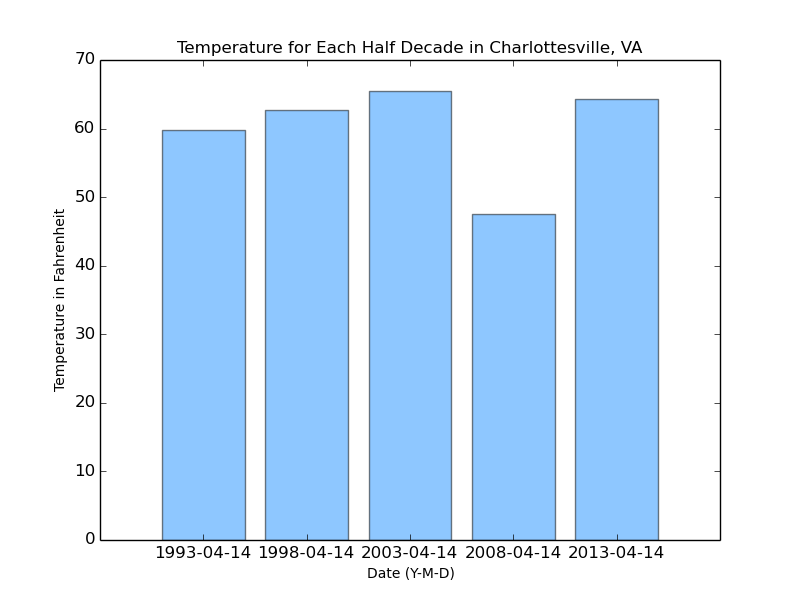 Temperature for Each Half Decade in Charlottesville, VA
70
60
50
40
30
20
10
0
Temperature in Fahrenheit
1993-04-14 1998-04-14 2003-04-14 2008-04-14 2013-04-14
Date (Y-M-D)